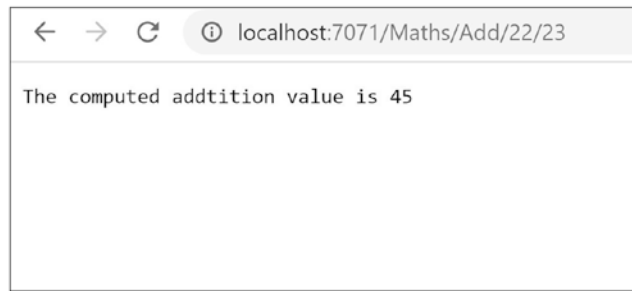 localhost:7071/Maths/Add/22/23
The computed addtition value is 45